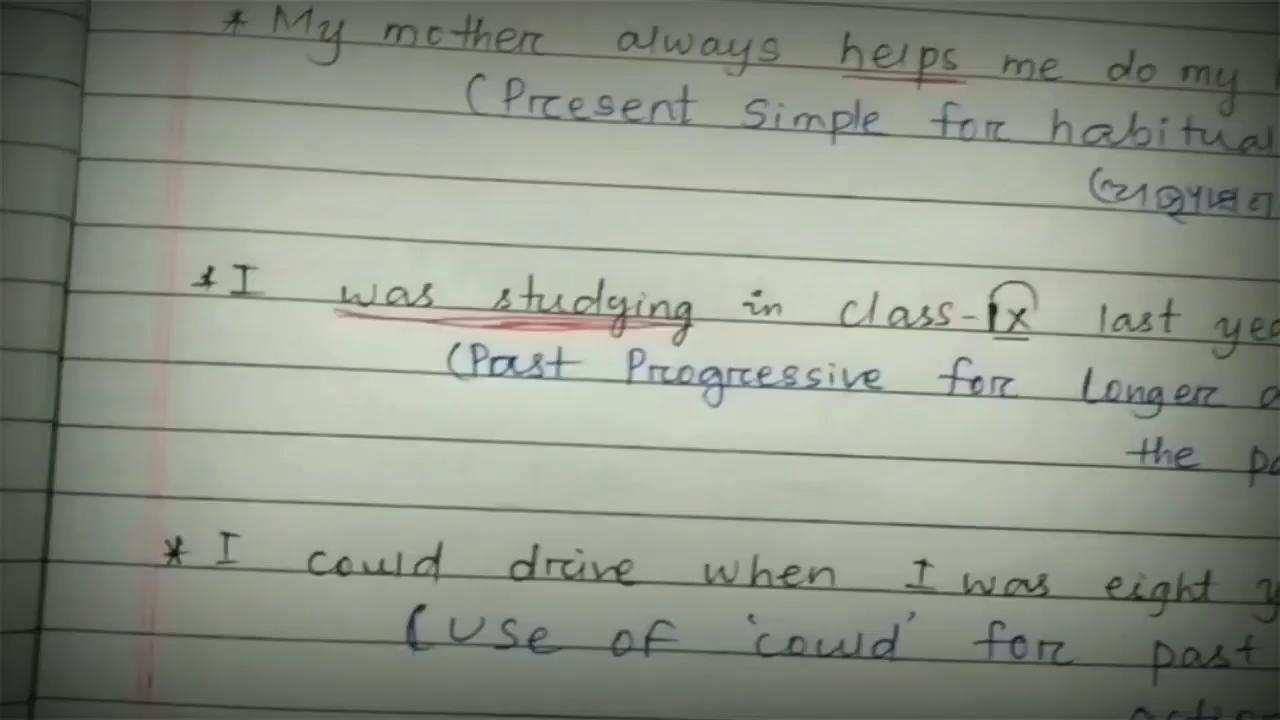 * My mother always helps me do my
(Present Simple for habitual
* I was studying in class-IX last yea
(Past Progressive for Longer a
the pa
* I could drive when I was eight y
(Use of 'could' for past